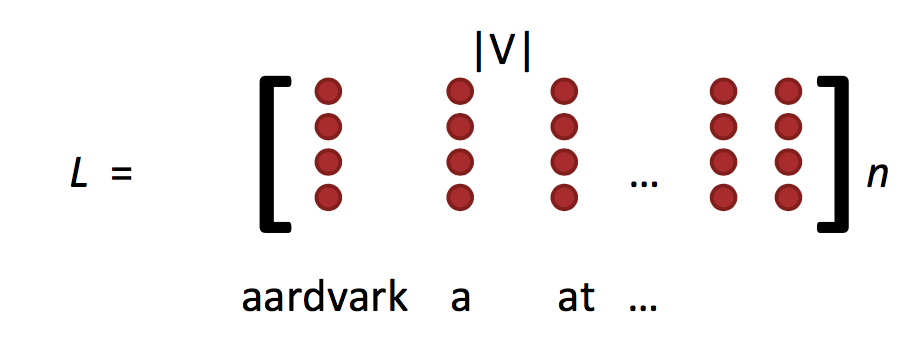 |V|
L = [ ... ] n
aardvark a at ...